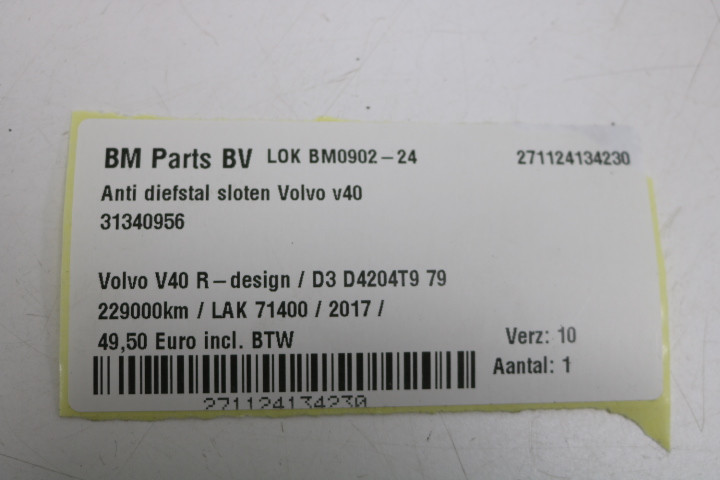 BM Parts BV LOK BM0902-24 271124134230
Anti diefstal sloten Volvo v40
31340956
Volvo V40 R-design / D3 D4204T9 79
229000km / LAK 71400 / 2017 /
49,50 Euro incl. BTW
Verz: 10
Aantal: 1
271124134230